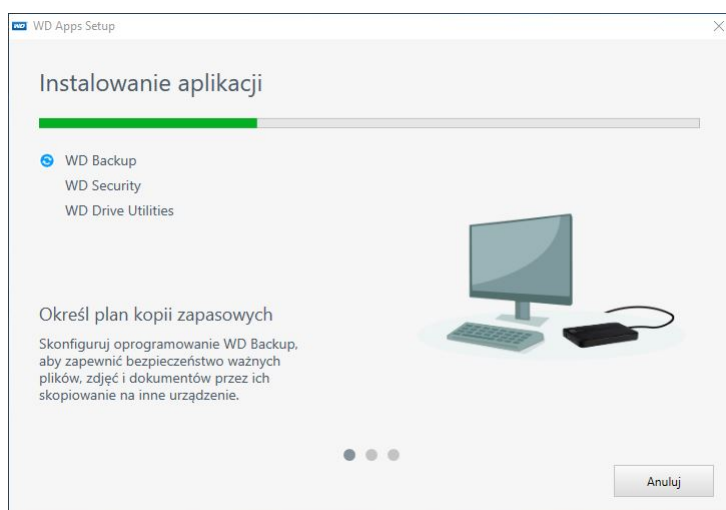 WD WD Apps Setup
Instalowanie aplikacji
WD Backup
WD Security
WD Drive Utilities
Określ plan kopii zapasowych
Skonfiguruj oprogramowanie WD Backup,
aby zapewnić bezpieczeństwo ważnych
plików, zdjęć i dokumentów przez ich
skopiowanie na inne urządzenie.
Anuluj